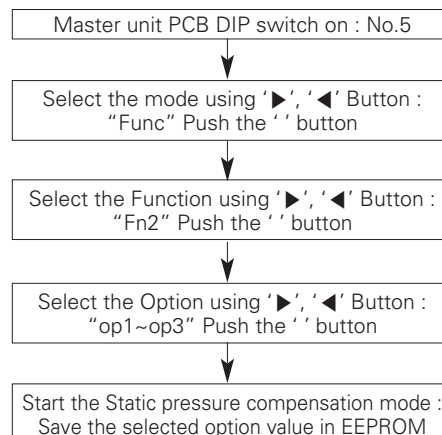 Master unit PCB DIP switch on : No.5
Select the mode using ‘▶’, ‘◀’ Button :
“Func” Push the ‘ ’ button
Select the Function using ‘▶’, ‘◀’ Button :
“Fn2” Push the ‘ ’ button
Select the Option using ‘▶’, ‘◀’ Button :
“op1~op3” Push the ‘ ’ button
Start the Static pressure compensation mode :
Save the selected option value in EEPROM